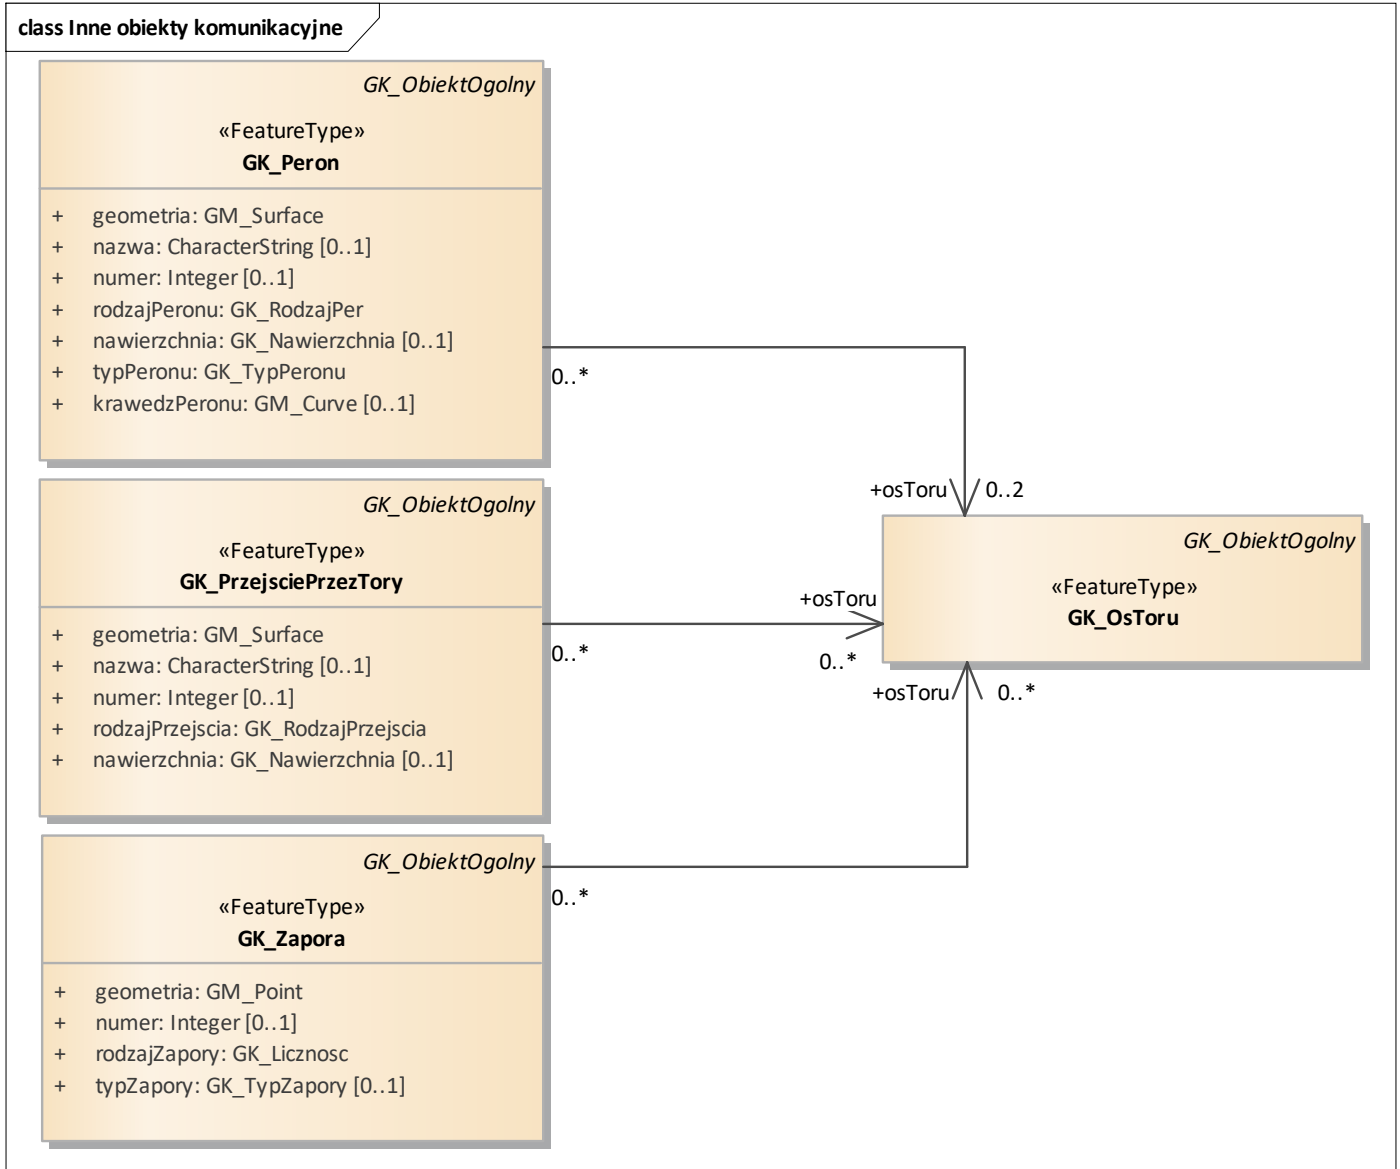 class Inne obiekty komunikacyjne
GK_ObiektOgolny
«FeatureType»
GK_Peron
+ geometria: GM_Surface
+ nazwa: CharacterString [0..1]
+ numer: Integer [0..1]
+ rodzajPeronu: GK_RodzajPer
+ nawierzchnia: GK_Nawierzchnia [0..1]
+ typPeronu: GK_TypPeronu
+ krawedzPeronu: GM_Curve [0..1]
0..*
+osToru 0..2
GK_ObiektOgolny
«FeatureType»
GK_PrzejsciePrzezTory
+ geometria: GM_Surface
+ nazwa: CharacterString [0..1]
+ numer: Integer [0..1]
+ rodzajPrzejscia: GK_RodzajPrzejscia
+ nawierzchnia: GK_Nawierzchnia [0..1]
0..*
+osToru
0..*
GK_ObiektOgolny
«FeatureType»
GK_OsToru
+osToru 0..*
GK_ObiektOgolny
«FeatureType»
GK_Zapora
+ geometria: GM_Point
+ numer: Integer [0..1]
+ rodzajZapory: GK_Licznosc
+ typZapory: GK_TypZapory [0..1]
0..*